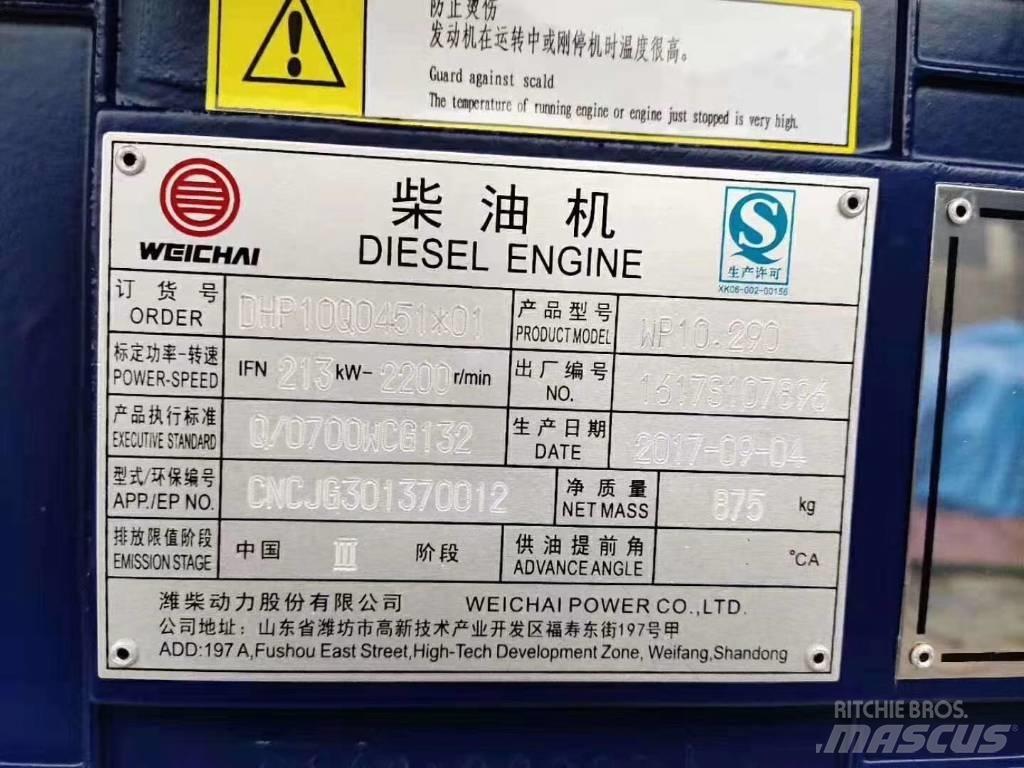 防止烫伤
发动机在运转中或刚停机时温度很高。
Guard against scald
The temperature of running engine or engine just stopped is very high.
WEICHAI
柴油机
DIESEL ENGINE
生产许可
XK06-002-00156
订货号
ORDER
DHP10Q0451*01
产品型号
PRODUCT MODEL
WP10.290
标定功率-转速
POWER-SPEED
IFN 213 kW- 2200 r/min
出厂编号
NO.
1617S107896
产品执行标准
EXECUTIVE STANDARD
Q/0700WCG132
生产日期
DATE
2017-09-04
型式/环保编号
APP./EP NO.
CNCJG301370012
净质量
NET MASS
875 kg
排放限值阶段
EMISSION STAGE
中国 III 阶段
供油提前角
ADVANCE ANGLE
°CA
潍柴动力股份有限公司 WEICHAI POWER CO.,LTD.
公司地址: 山东省潍坊市高新技术产业开发区福寿东街197号甲
ADD:197 A,Fushou East Street,High-Tech Development Zone, Weifang,Shandong
RITCHIE BROS.
MASCUS